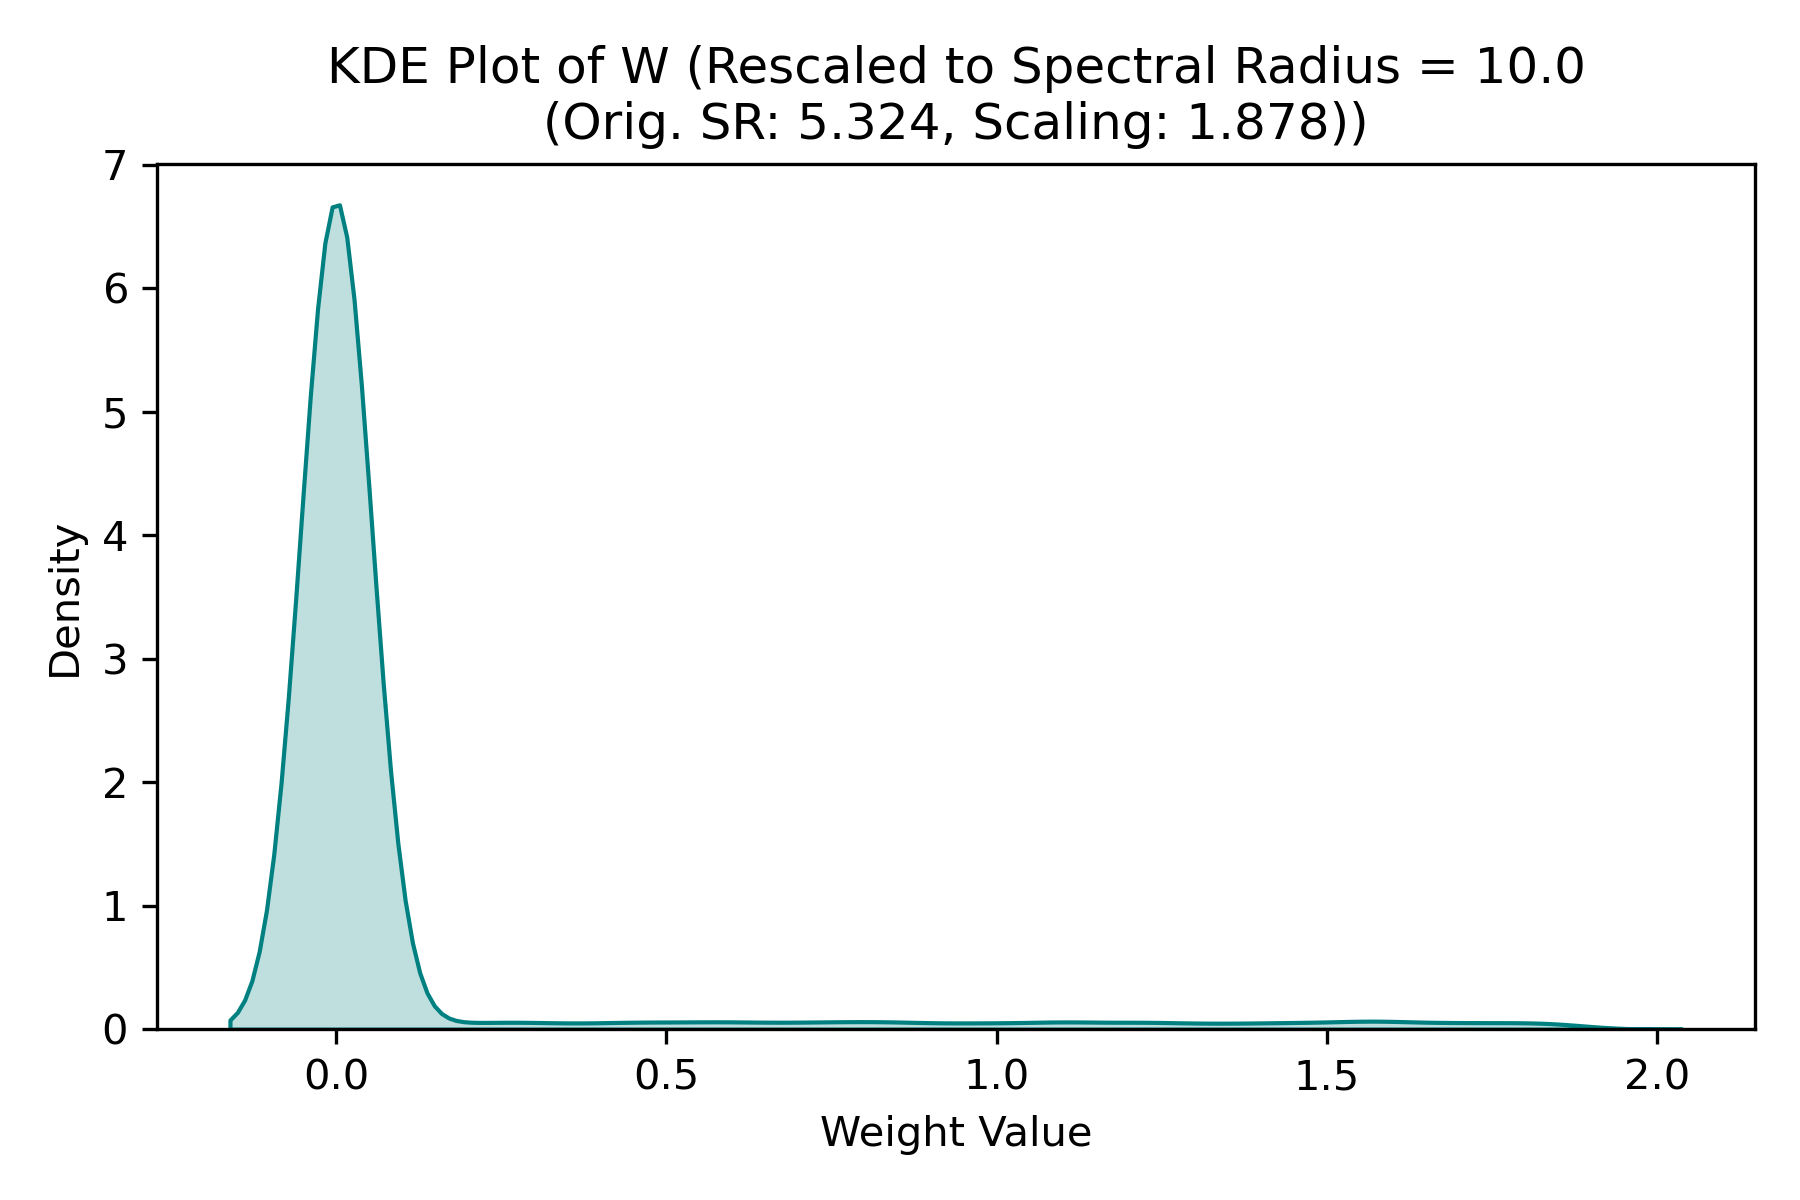 KDE Plot of W (Rescaled to Spectral Radius = 10.0
(Orig. SR: 5.324, Scaling: 1.878))
7
6
5
4
3
2
1
0
Density
0.0 0.5 1.0 1.5 2.0
Weight Value